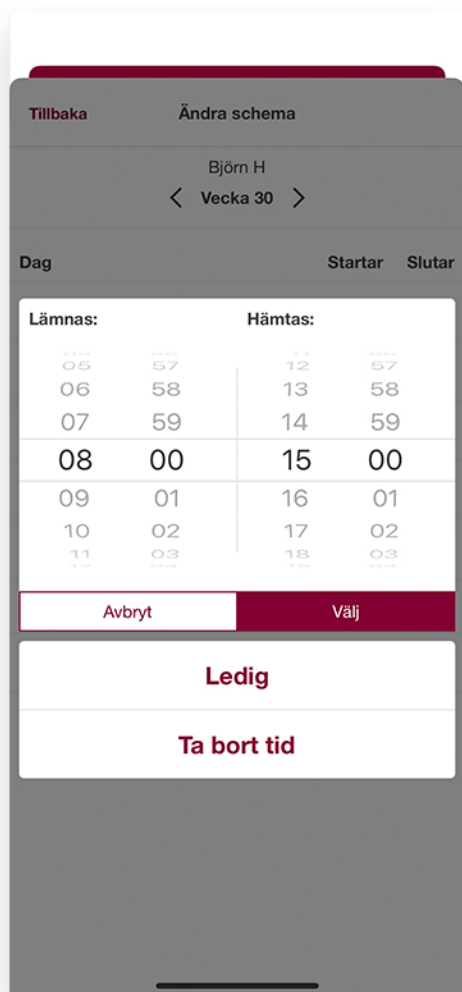 Tillbaka Ändra schema
Björn H
Vecka 30
Dag Startar Slutar
Lämnas: Hämtas:
05 57 12 57
06 58 13 58
07 59 14 59
08 00 15 00
09 01 16 01
10 02 17 02
11 03 18 03
Avbryt Välj
Ledig
Ta bort tid